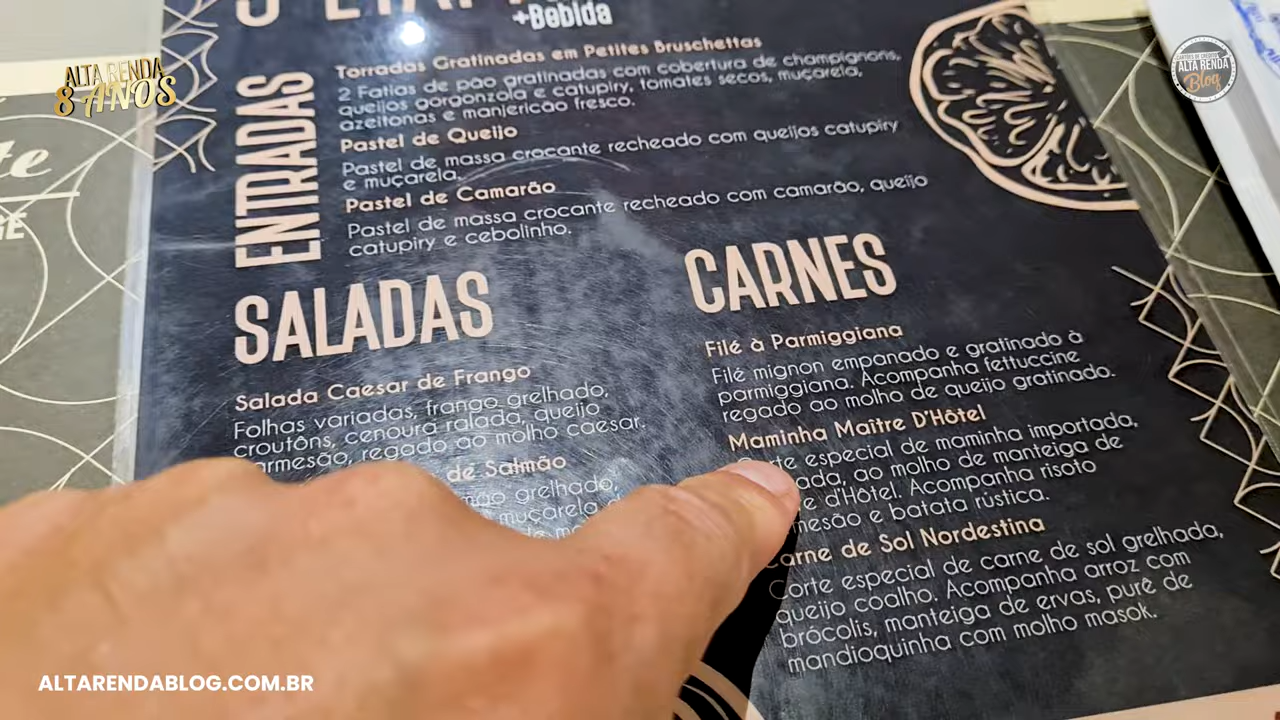 +Bebida
ALTA RENDA
8 ANOS
ALTA RENDA
Blog
te
ENTRADAS
Torradas Gratinadas em Petites Bruschettas
2 Fatias de pão gratinadas com cobertura de champignons,
queijos gorgonzola e catupiry, tomates secos, muçarela,
azeitonas e manjericão fresco.
Pastel de Queijo
Pastel de massa crocante recheado com queijos catupiry
e muçarela.
Pastel de Camarão
Pastel de massa crocante recheado com camarão, queijo
catupiry e cebolinho.
SALADAS
Salada Caesar de Frango
Folhas variadas, frango grelhado,
croutôns, cenoura ralada, queijo
armesão, regado ao molho caesar.
de Salmão
grelhado,
muçarela
CARNES
Filé à Parmiggiana
Filé mignon empanado e gratinado à
parmiggiana. Acompanha fettuccine
regado ao molho de queijo gratinado.
Maminha Maître D'Hôtel
especial de maminha importada,
ada, ao molho de manteiga de
e d'Hôtel. Acompanha risoto
mesão e batata rústica.
Carne de Sol Nordestina
Corte especial de carne de sol grelhada,
queijo coalho. Acompanha arroz com
brócolis, manteiga de ervas, purê de
mandioquinha com molho masok.
ALTARENDABLOG.COM.BR